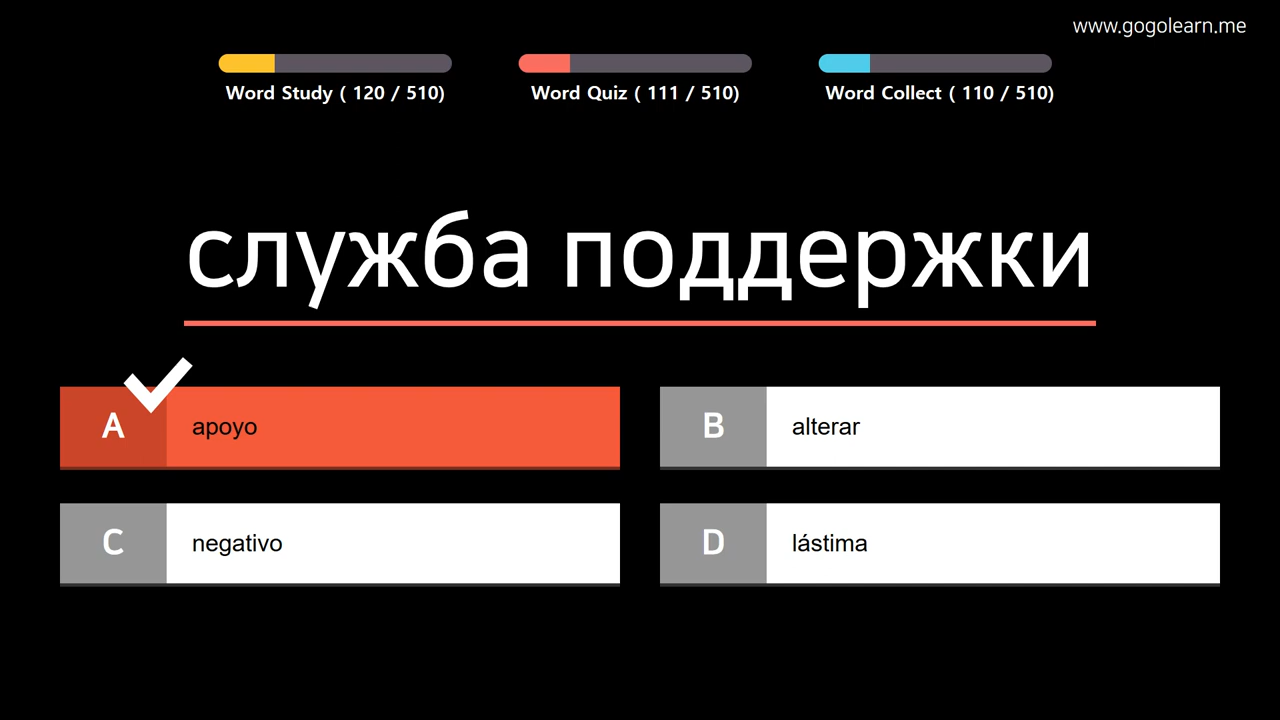 www.gogolearn.me
Word Study ( 120 / 510)
Word Quiz ( 111 / 510)
Word Collect ( 110 / 510)
служба поддержки
A apoyo
B alterar
C negativo
D lástima